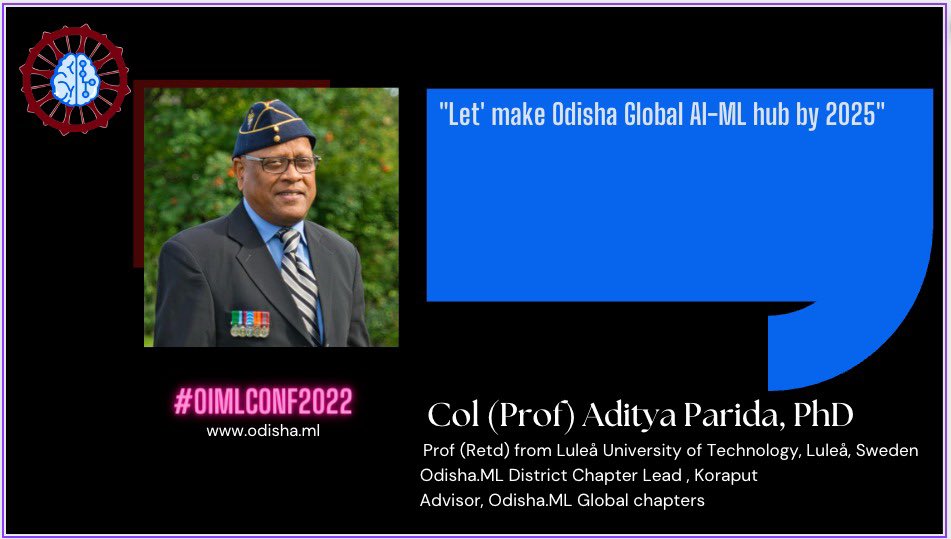 "Let' make Odisha Global AI-ML hub by 2025"
#OIMLCONF2022
www.odisha.ml
Col (Prof) Aditya Parida, PhD
Prof (Retd) from Luleå University of Technology, Luleå, Sweden
Odisha.ML District Chapter Lead , Koraput
Advisor, Odisha.ML Global chapters